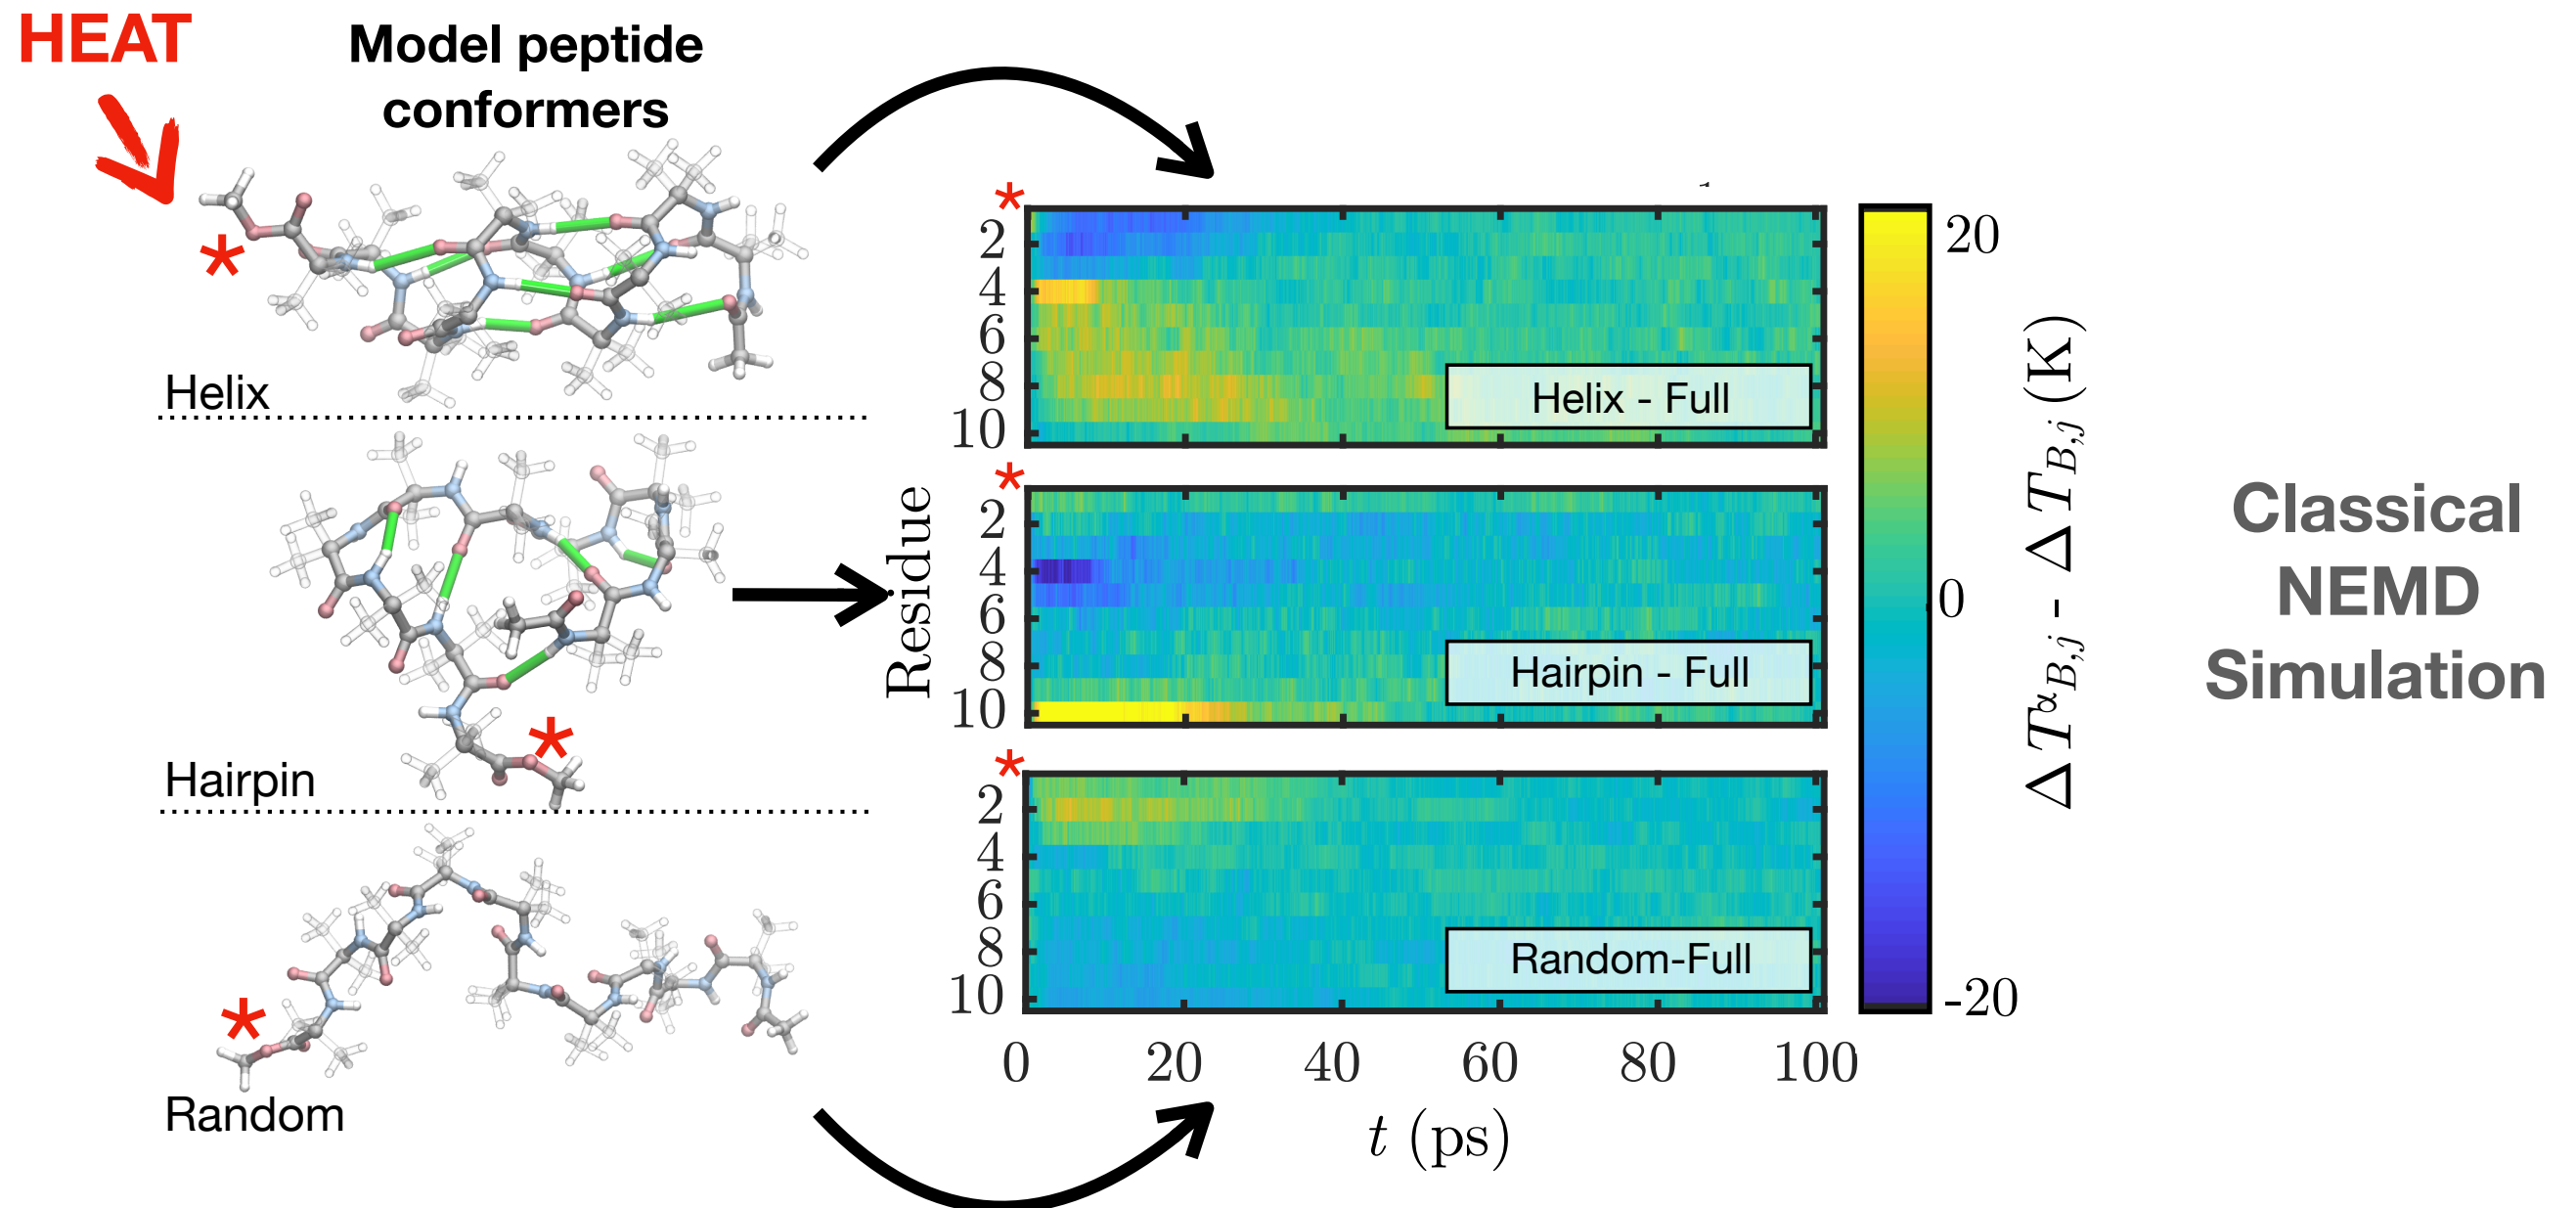 HEAT
Model peptide
conformers
*
Helix
*
Hairpin
*
Random
*
2
4
6
8
10
Helix - Full
*
2
4
6
8
10
Hairpin - Full
*
2
4
6
8
10
Random-Full
Residue
0 20 40 60 80 100
t (ps)
20
0
-20
Δ T^α_{B,j} - Δ T_{B,j} (K)
Classical
NEMD
Simulation